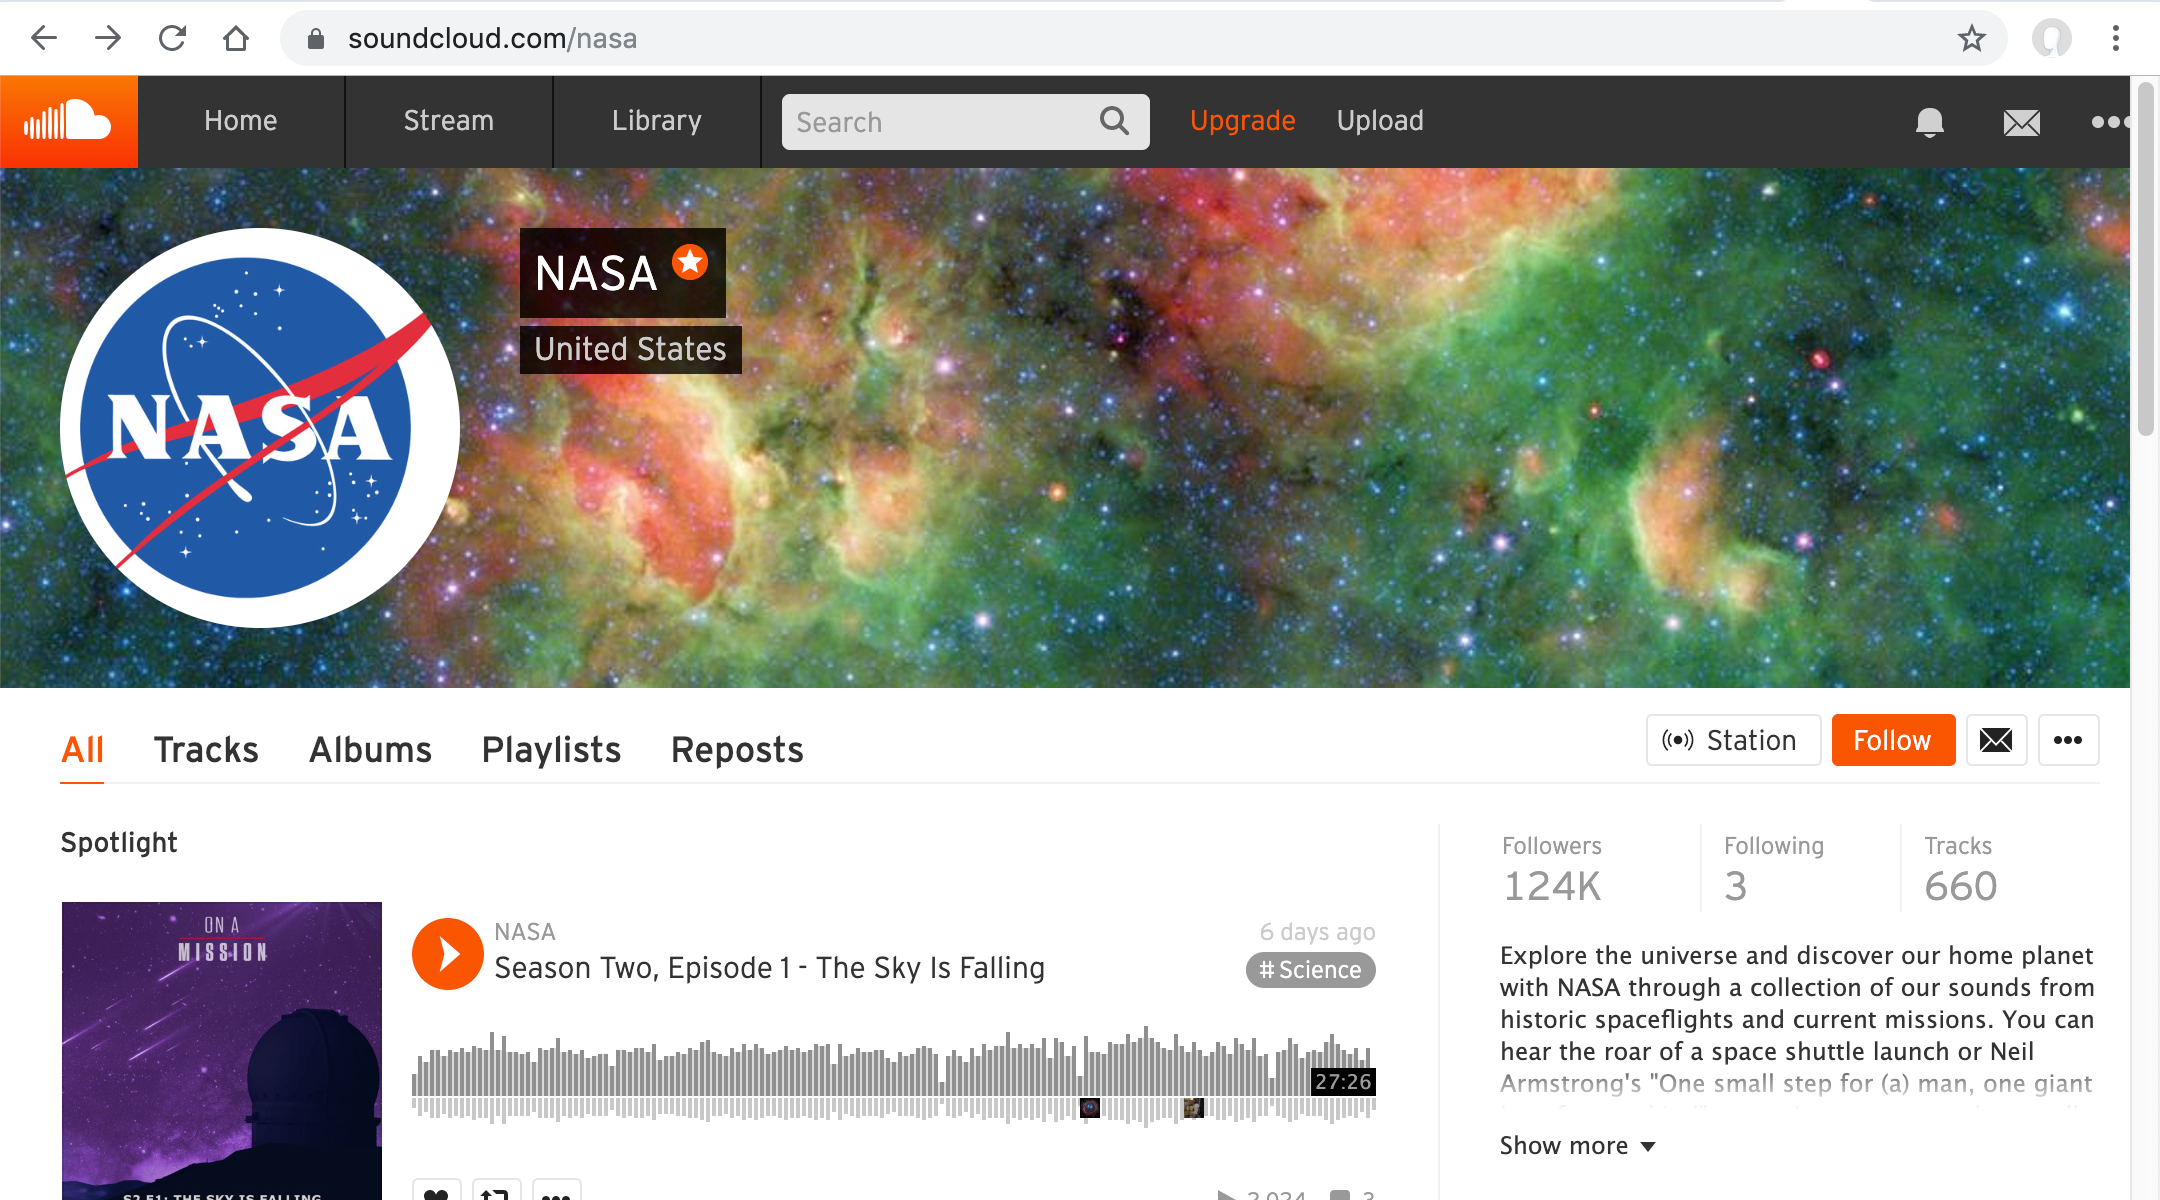 soundcloud.com/nasa
Home
Stream
Library
Search
Upgrade
Upload
NASA
NASA
United States
All
Tracks
Albums
Playlists
Reposts
Station
Follow
Spotlight
ON A
MISSION
S2 E1: THE SKY IS FALLING
NASA
6 days ago
Season Two, Episode 1 - The Sky Is Falling
# Science
27:26
Followers
124K
Following
3
Tracks
660
Explore the universe and discover our home planet
with NASA through a collection of our sounds from
historic spaceflights and current missions. You can
hear the roar of a space shuttle launch or Neil
Armstrong's "One small step for (a) man, one giant
Show more